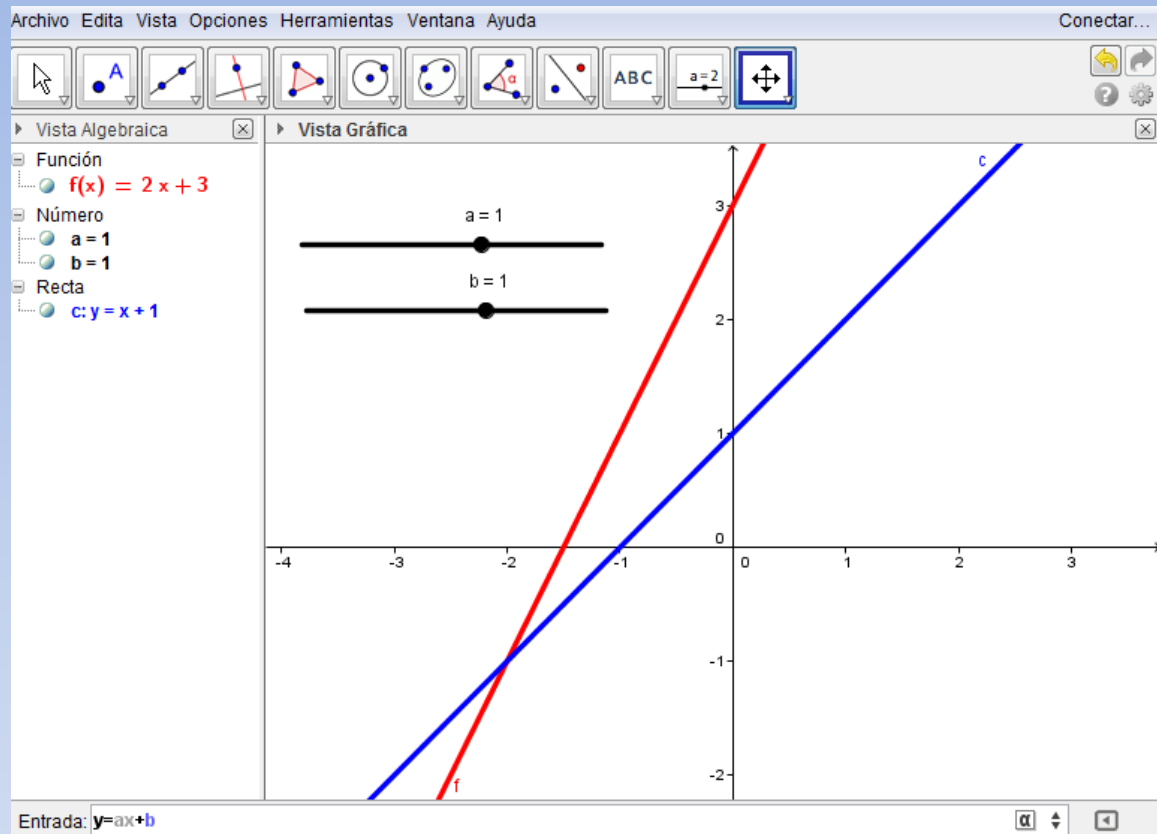 Archivo Edita Vista Opciones Herramientas Ventana Ayuda Conectar...
A α ABC a=2
Vista Algebraica
Vista Gráfica
Función
f(x) = 2 x + 3
Número
a = 1
b = 1
Recta
c: y = x + 1
a = 1
b = 1
c
f
3
2
1
0
-1
-2
-4 -3 -2 -1 0 1 2 3
Entrada: y=ax+b α